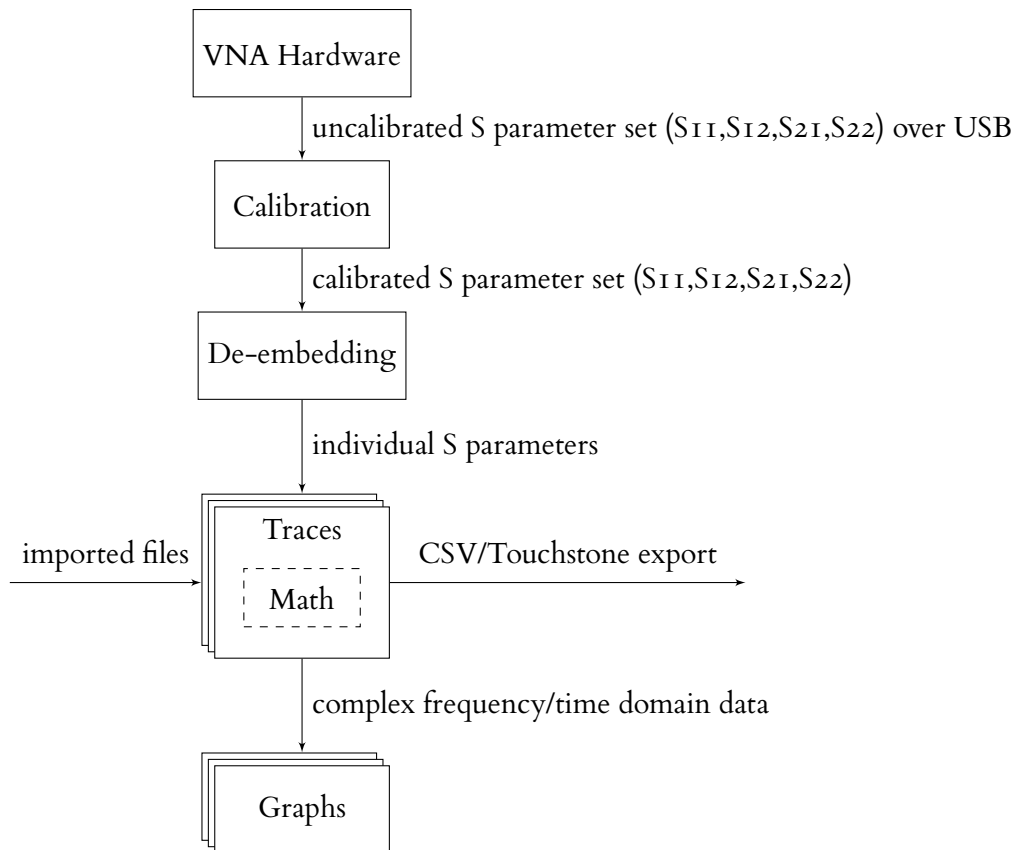 VNA Hardware
uncalibrated S parameter set (S11,S12,S21,S22) over USB
Calibration
calibrated S parameter set (S11,S12,S21,S22)
De-embedding
individual S parameters
Traces
imported files
CSV/Touchstone export
Math
complex frequency/time domain data
Graphs